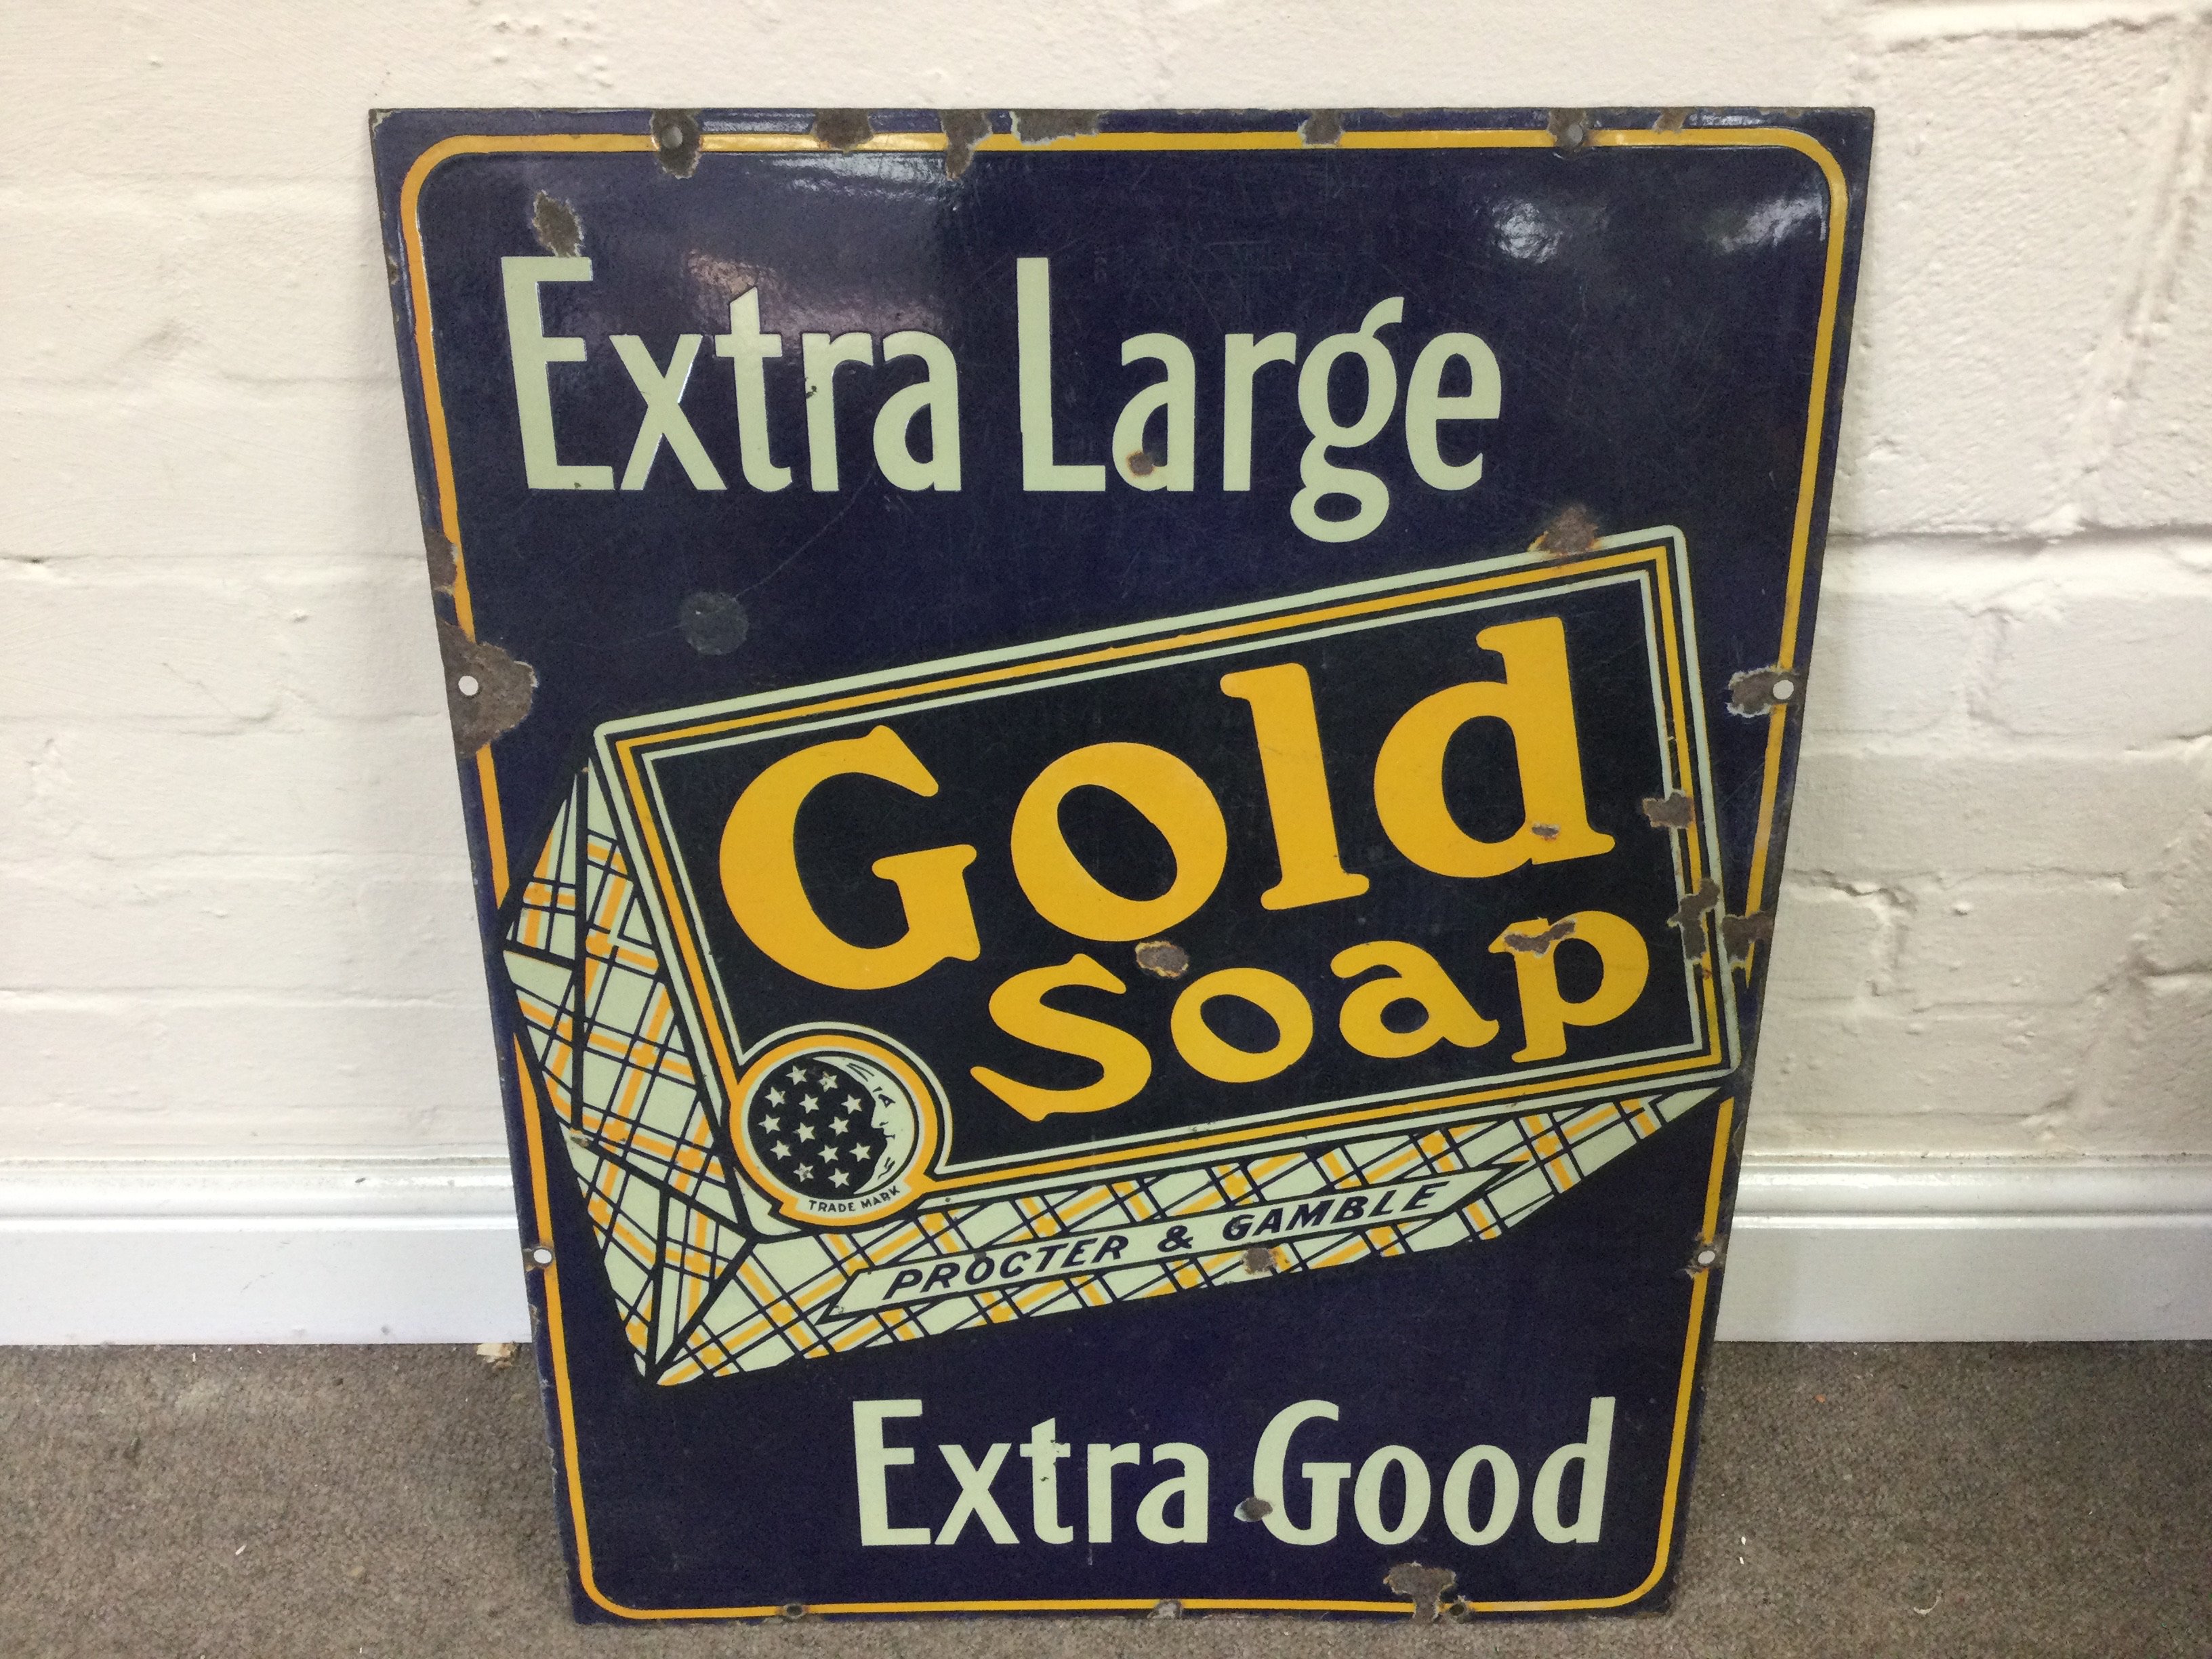 Extra Large
Gold
Soap
TRADE MARK
PROCTER & GAMBLE
Extra Good